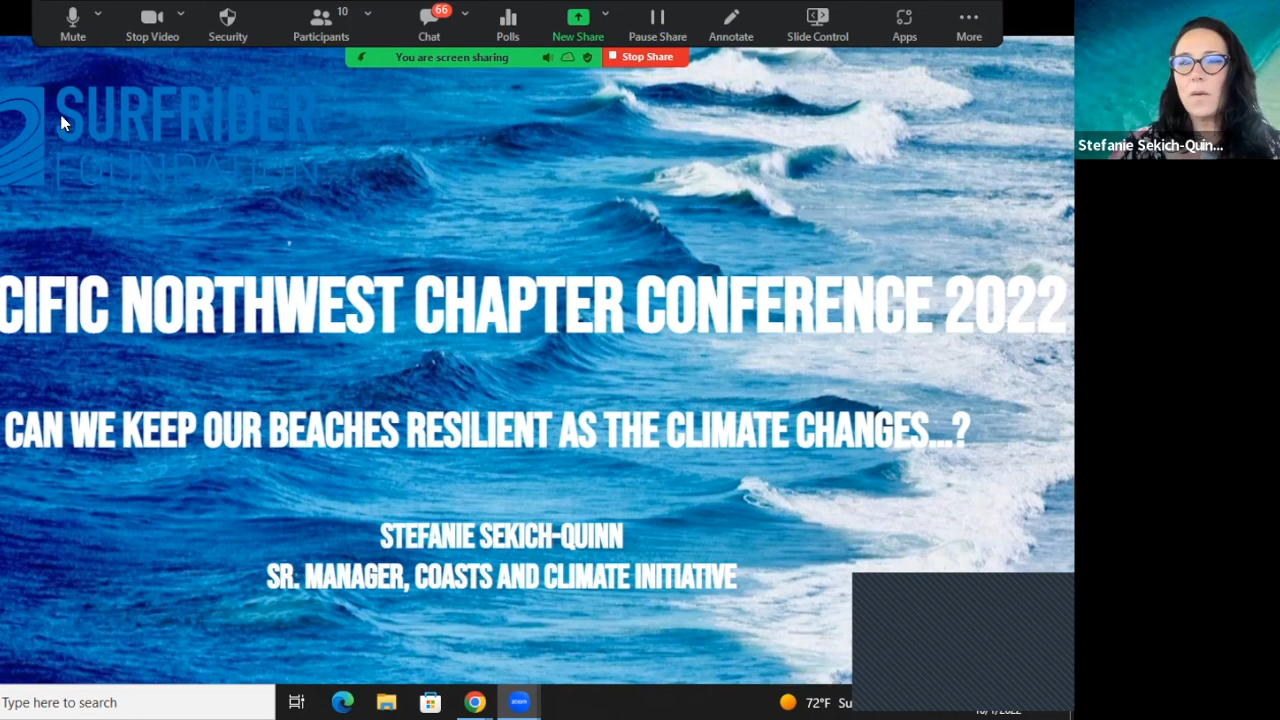 10
66
Mute
Stop Video
Security
Participants
Chat
Polls
New Share
Pause Share
Annotate
Slide Control
Apps
More
You are screen sharing
Stop Share
SURFRIDER
FOUNDATION
Stefanie Sekich-Quin...
CIFIC NORTHWEST CHAPTER CONFERENCE 2022
CAN WE KEEP OUR BEACHES RESILIENT AS THE CLIMATE CHANGES...?
STEFANIE SEKICH-QUINN
SR. MANAGER, COASTS AND CLIMATE INITIATIVE
Type here to search
zoom
72°F Su